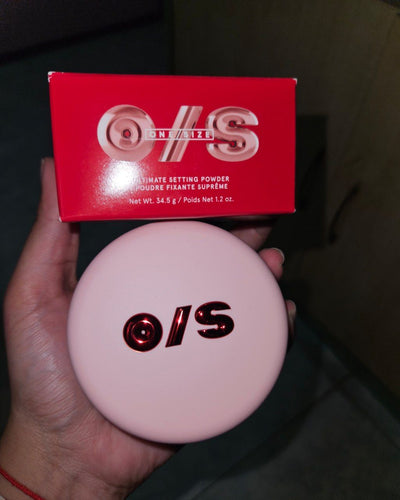 O/S
ONE/SIZE
ULTIMATE SETTING POWDER
POUDRE FIXANTE SUPRÊME
Net Wt. 34.5 g / Poids Net 1.2 oz.
O/S